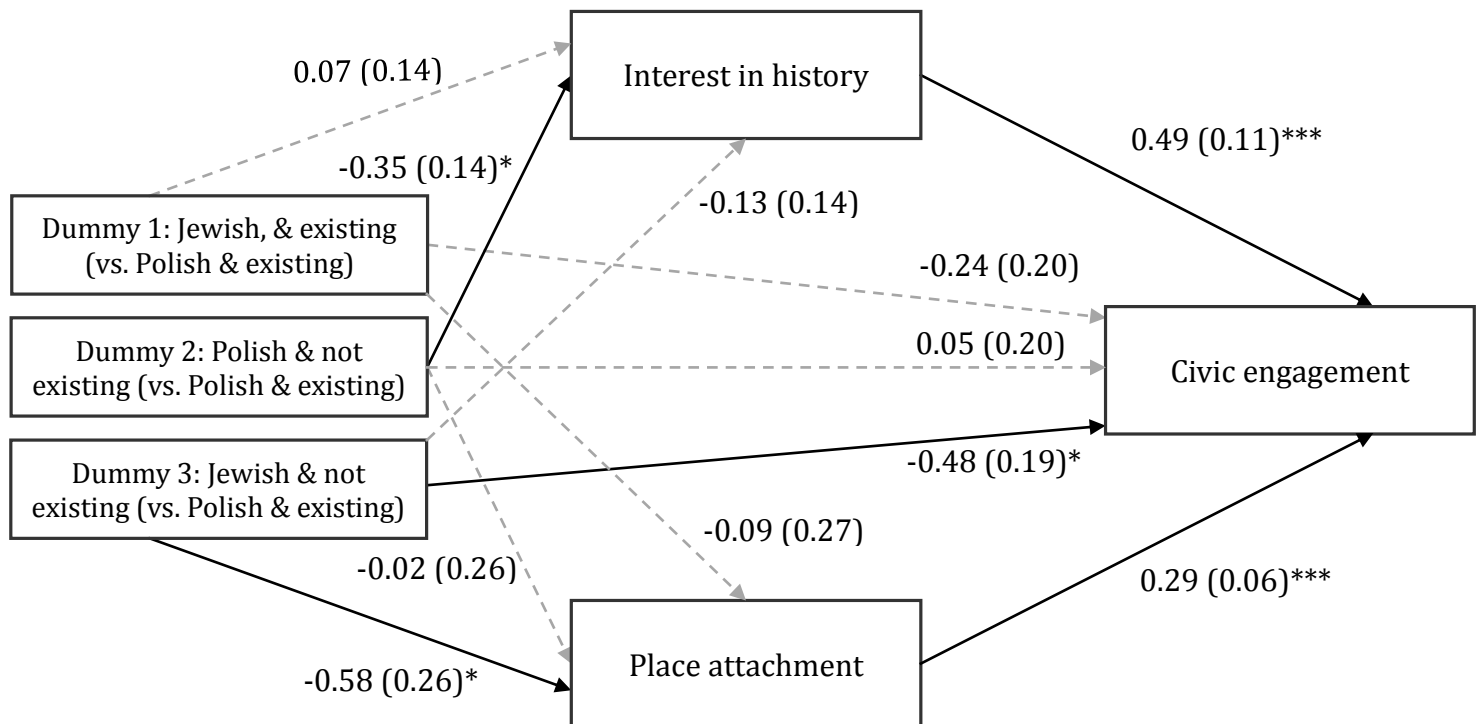 Interest in history
0.07 (0.14)
0.49 (0.11)***
-0.35 (0.14)*
-0.13 (0.14)
Dummy 1: Jewish, & existing
(vs. Polish & existing)
-0.24 (0.20)
Dummy 2: Polish & not
existing (vs. Polish & existing)
0.05 (0.20)
Civic engagement
Dummy 3: Jewish & not
existing (vs. Polish & existing)
-0.48 (0.19)*
-0.09 (0.27)
-0.02 (0.26)
0.29 (0.06)***
Place attachment
-0.58 (0.26)*